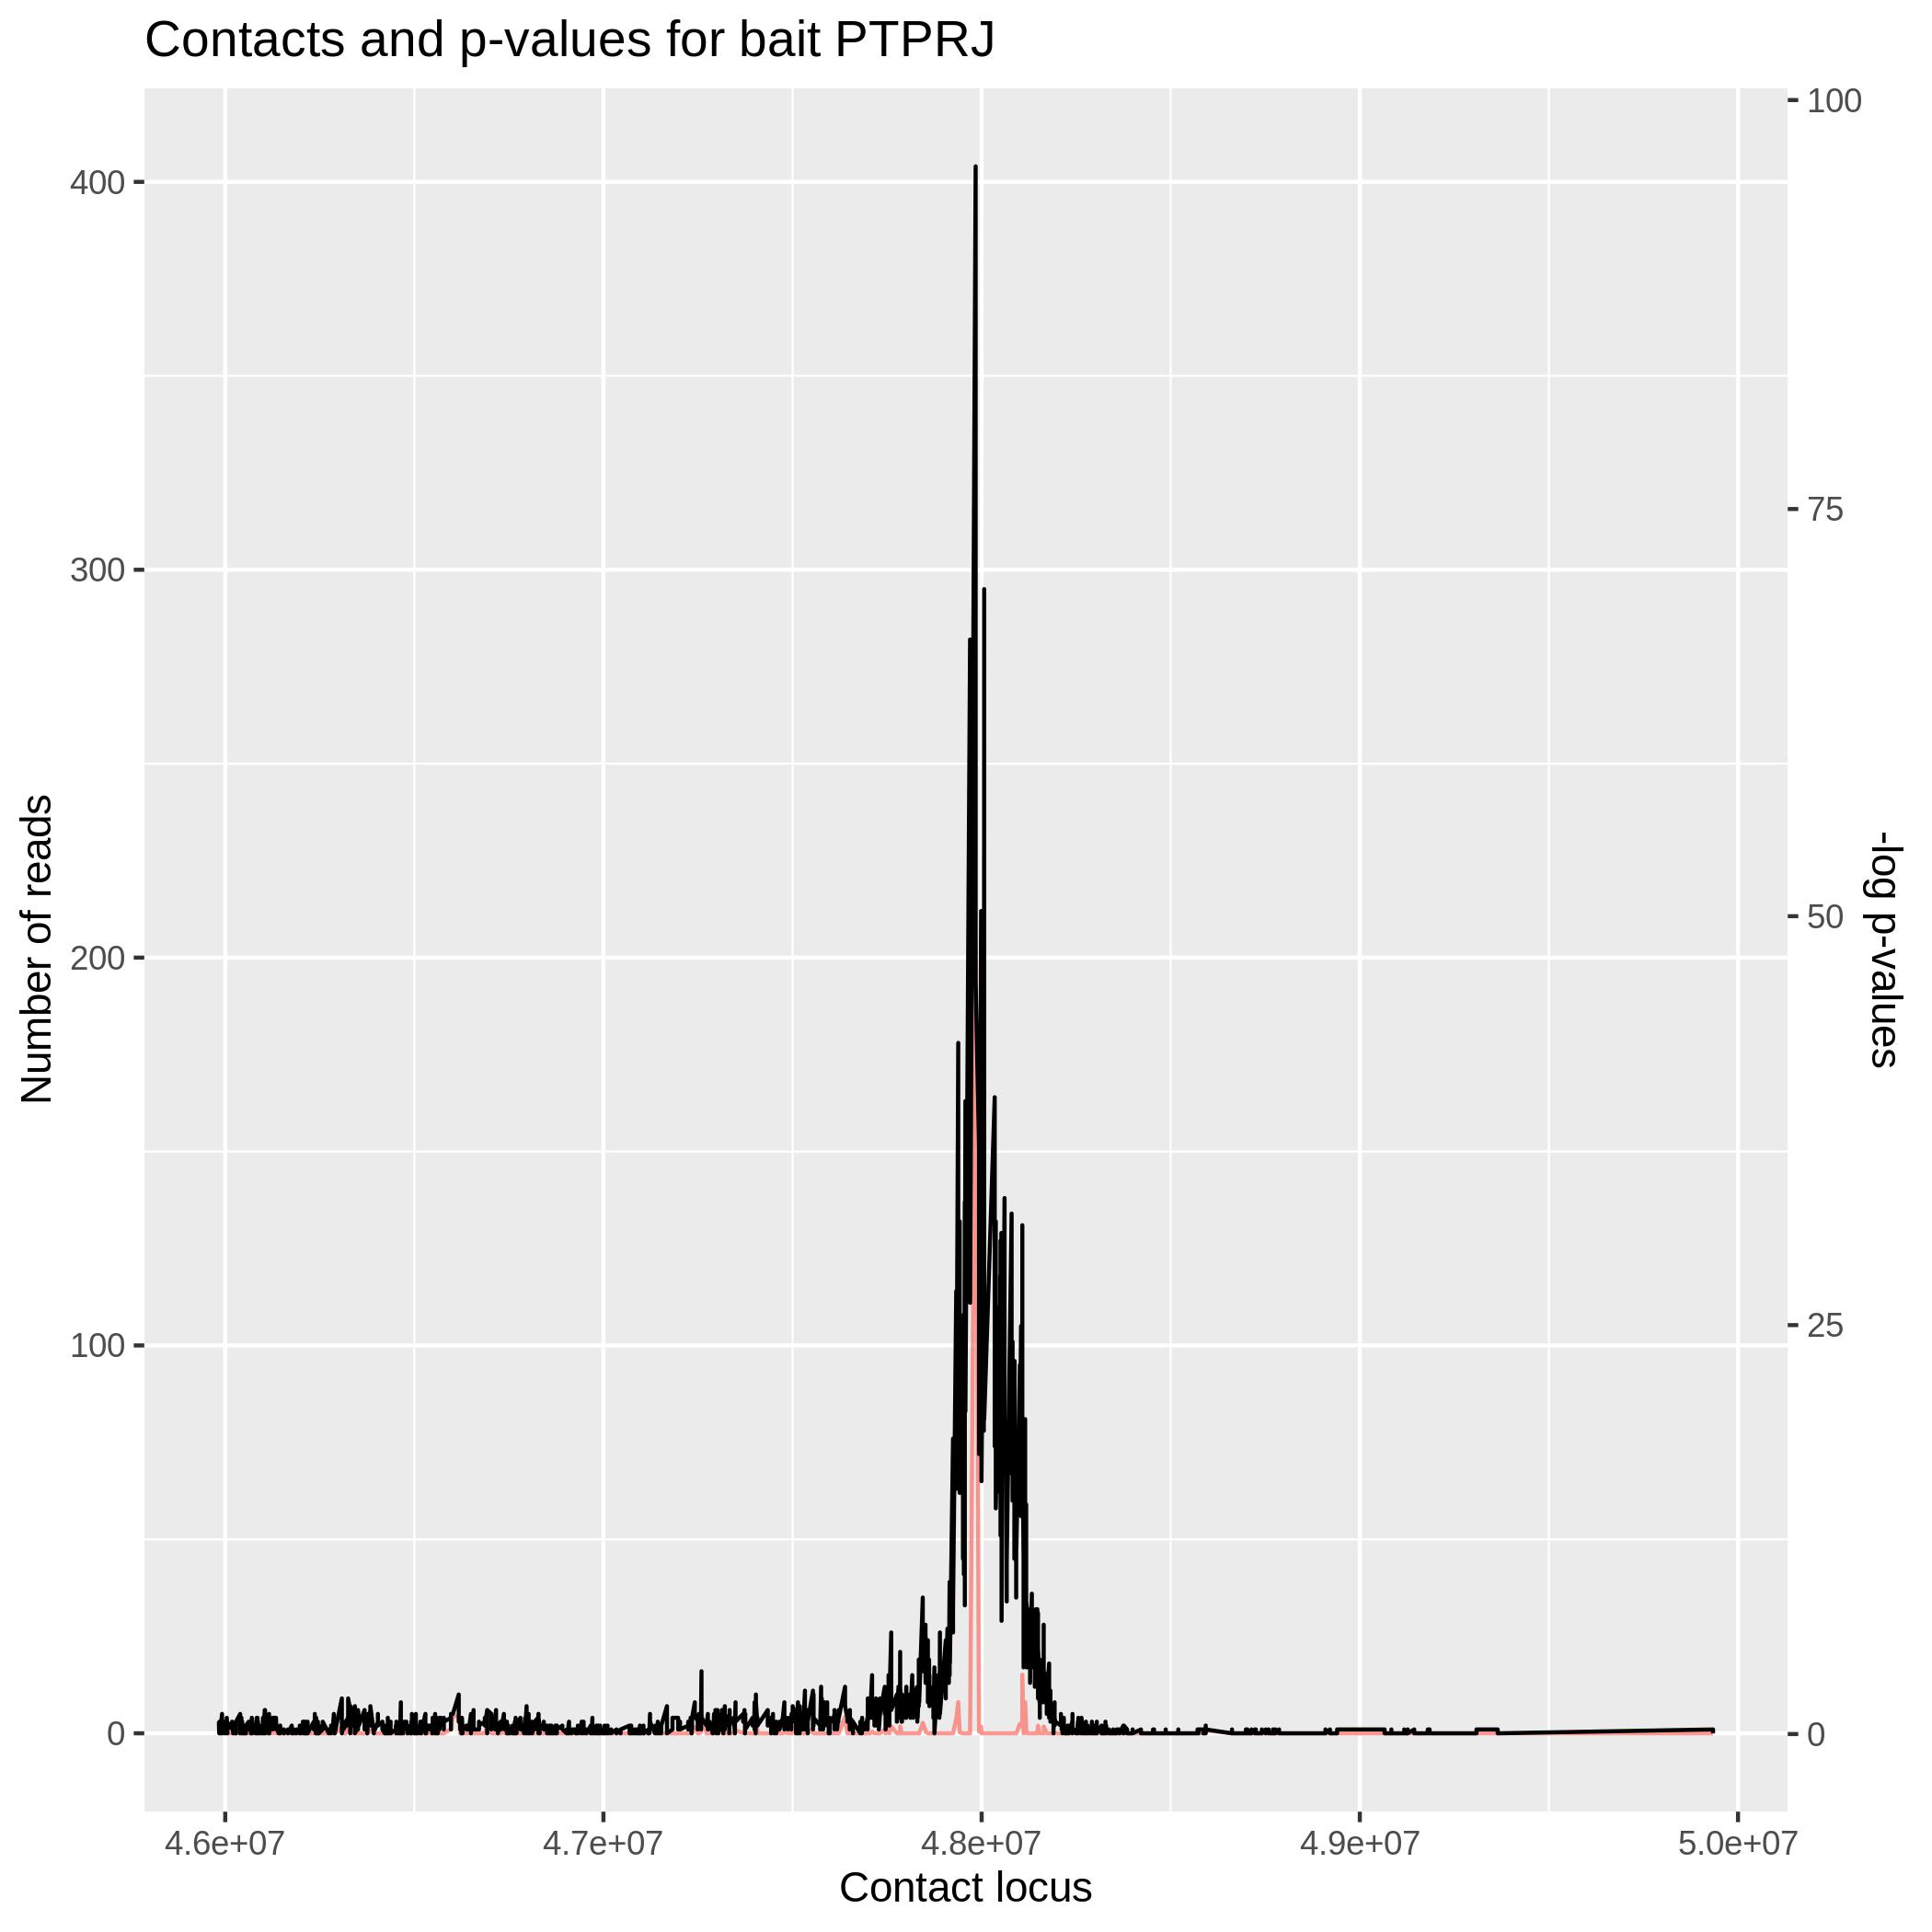 Contacts and p-values for bait PTPRJ
Number of reads
400
300
200
100
0
100
75
50
25
0
-log p-values
4.6e+07 4.7e+07 4.8e+07 4.9e+07 5.0e+07
Contact locus